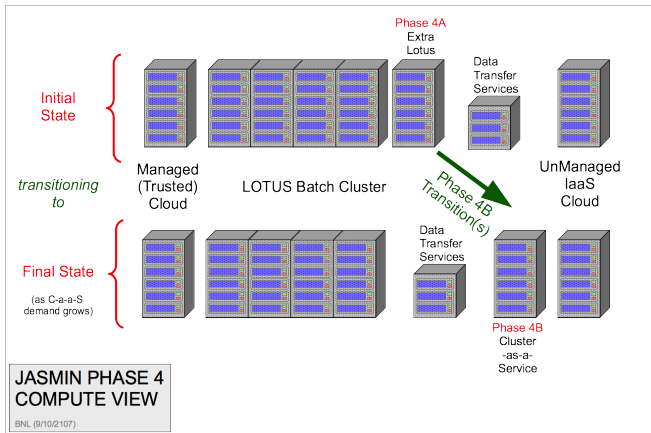 Phase 4A
Extra
Lotus
Data
Transfer
Services
Initial
State
Managed
(Trusted)
Cloud
LOTUS Batch Cluster
UnManaged
IaaS
Cloud
transitioning
to
Phase 4B
Transition(s)
Data
Transfer
Services
Final State
(as C-a-a-S
demand grows)
Phase 4B
Cluster
-as-a-
Service
JASMIN PHASE 4
COMPUTE VIEW
BNL (9/10/2107)